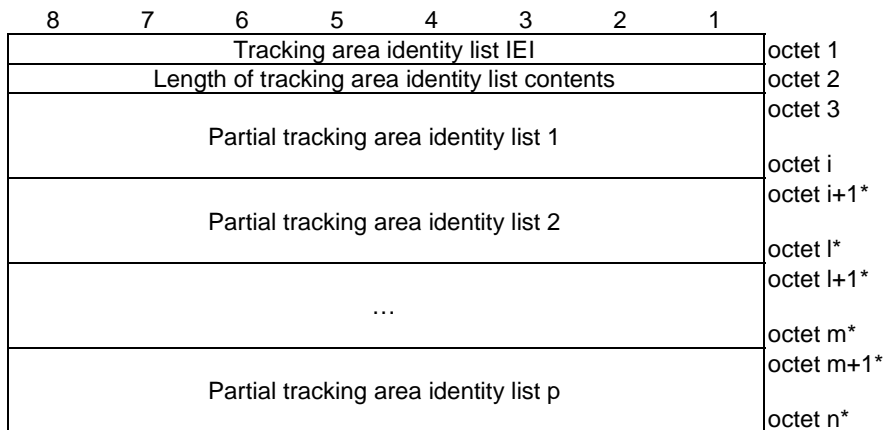 8 7 6 5 4 3 2 1
Tracking area identity list IEI octet 1
Length of tracking area identity list contents octet 2
octet 3
Partial tracking area identity list 1
octet i
octet i+1*
Partial tracking area identity list 2
octet l*
octet l+1*
…
octet m*
octet m+1*
Partial tracking area identity list p
octet n*